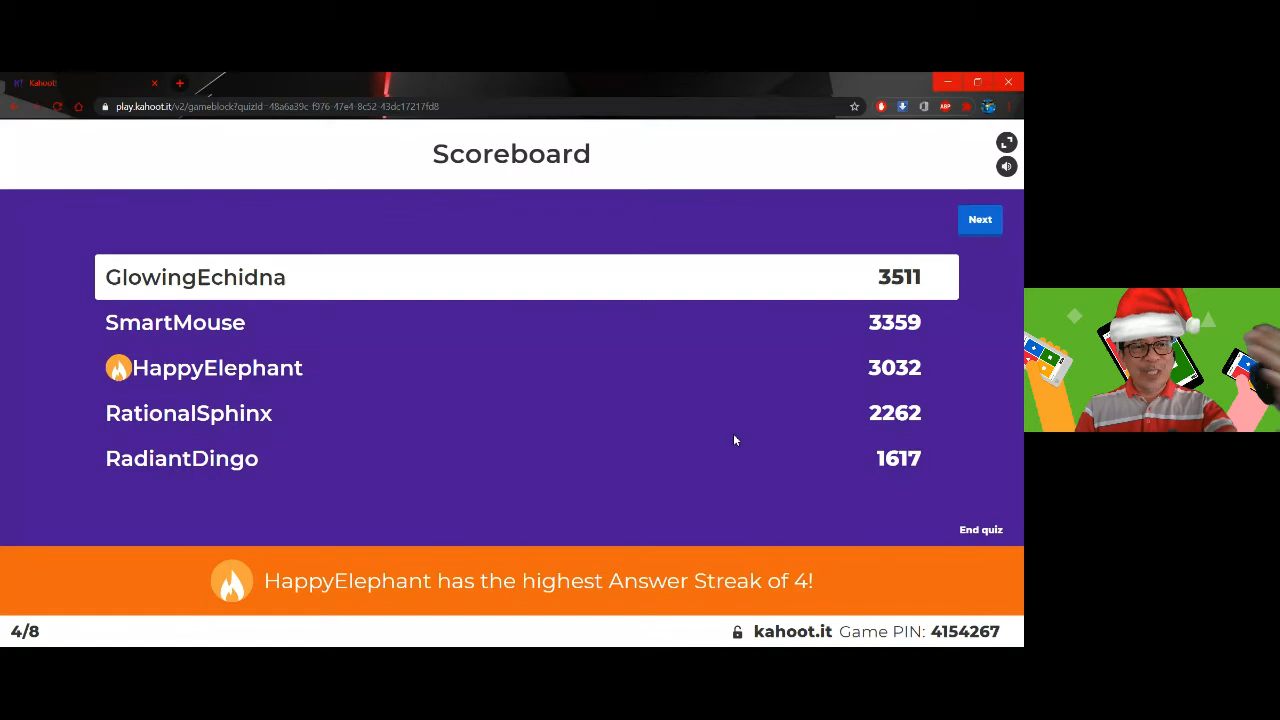 Kahoot!
play.kahoot.it/v2/gameblock?quizId=48a6a39c-f976-47e4-8c52-43dc17217fd8
ABP
Scoreboard
Next
GlowingEchidna 3511
SmartMouse 3359
HappyElephant 3032
RationalSphinx 2262
RadiantDingo 1617
End quiz
HappyElephant has the highest Answer Streak of 4!
4/8 kahoot.it Game PIN: 4154267